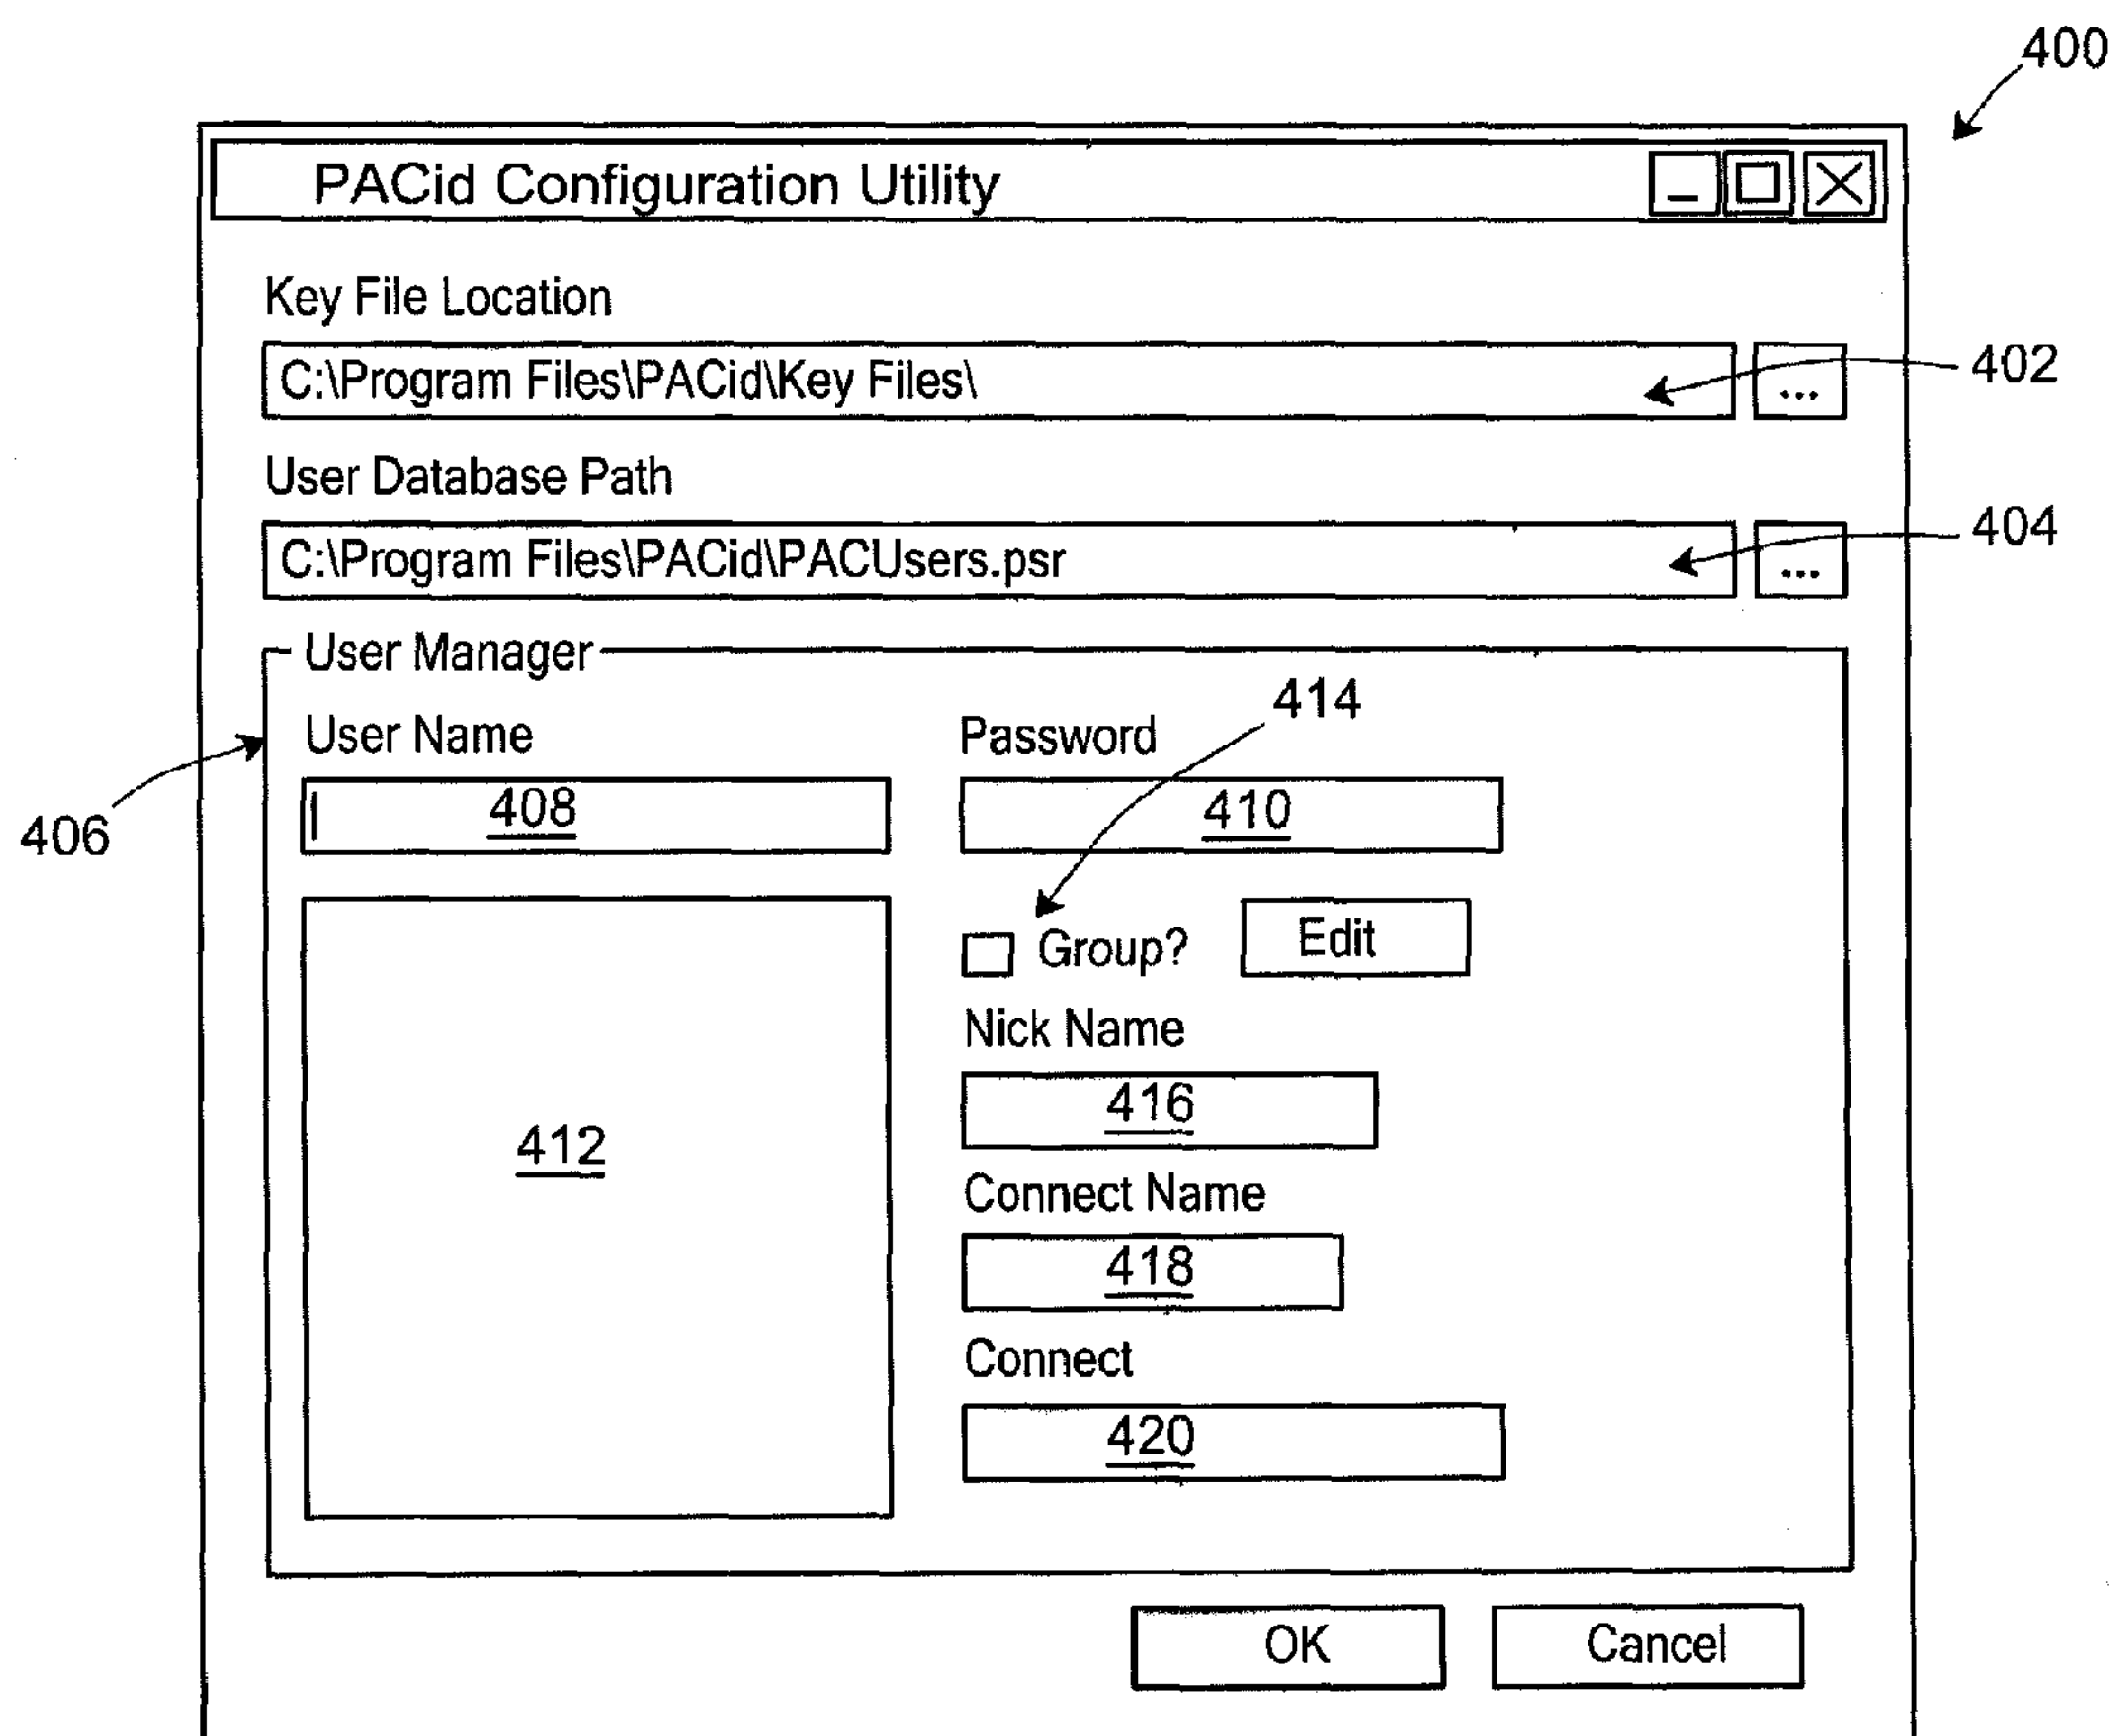 400
PACid Configuration Utility
Key File Location
C:\Program Files\PACid\Key Files\
...
402
User Database Path
C:\Program Files\PACid\PACUsers.psr
...
404
User Manager
414
User Name
Password
406
408
410
Group?
Edit
Nick Name
416
412
Connect Name
418
Connect
420
OK
Cancel